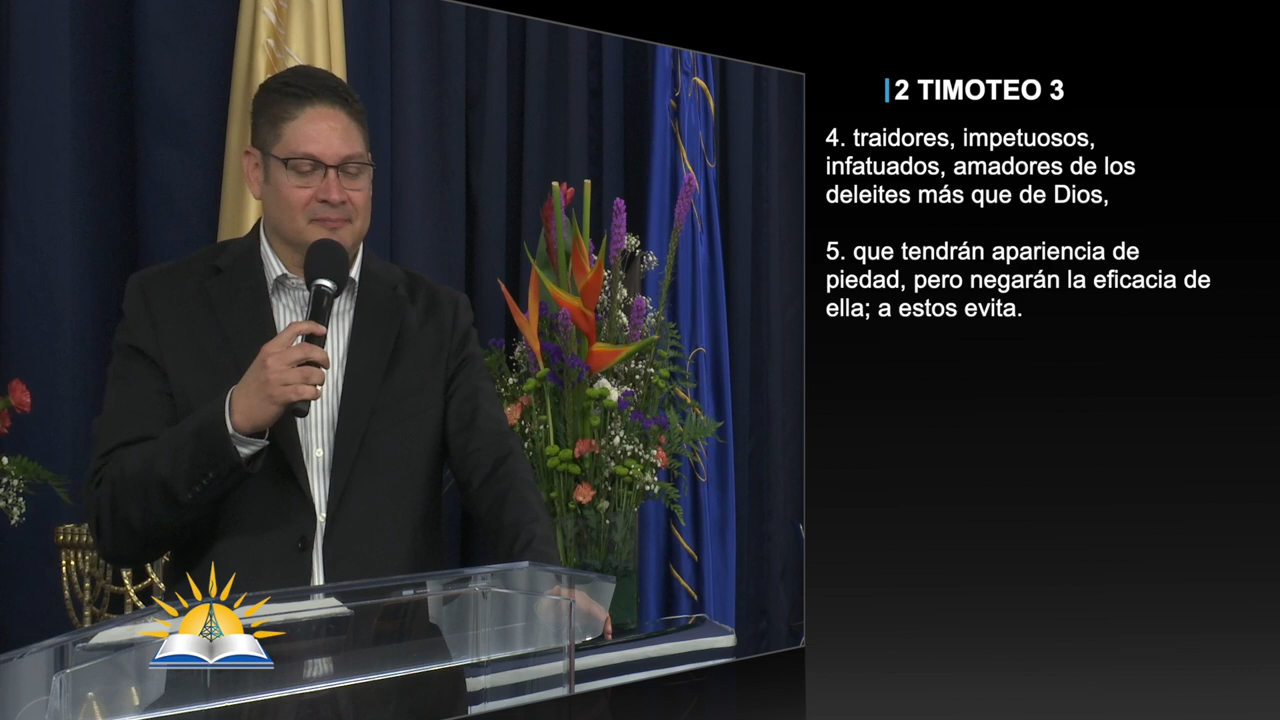 2 TIMOTEO 3
4. traidores, impetuosos,
infatuados, amadores de los
deleites más que de Dios,
5. que tendrán apariencia de
piedad, pero negarán la eficacia de
ella; a estos evita.